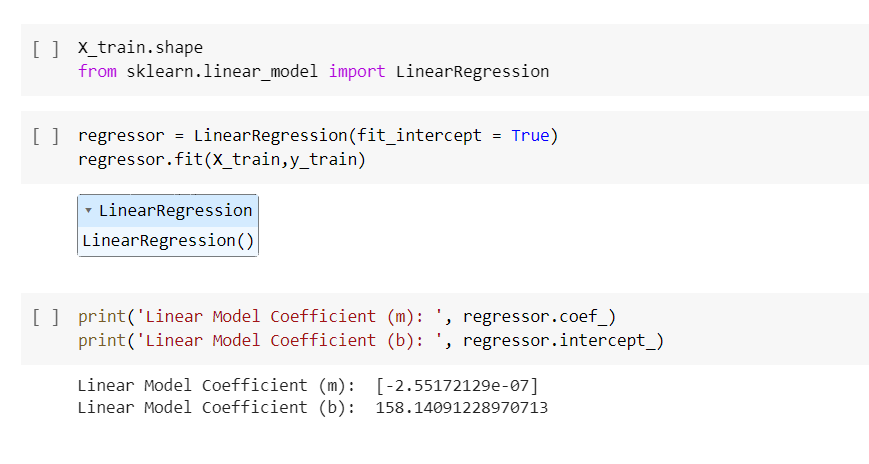 [ ] X_train.shape
from sklearn.linear_model import LinearRegression
[ ] regressor = LinearRegression(fit_intercept = True)
regressor.fit(X_train,y_train)
▾ LinearRegression
LinearRegression()
[ ] print('Linear Model Coefficient (m): ', regressor.coef_)
print('Linear Model Coefficient (b): ', regressor.intercept_)
Linear Model Coefficient (m):  [-2.55172129e-07]
Linear Model Coefficient (b):  158.14091228970713